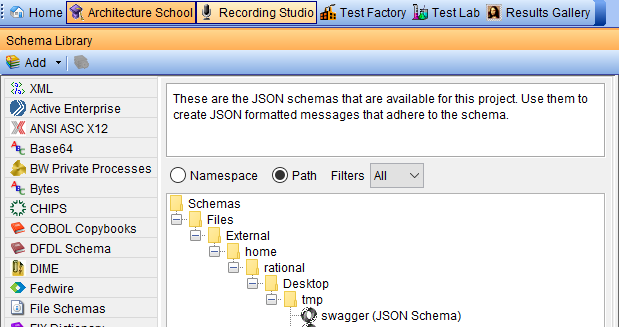 Home Architecture School Recording Studio Test Factory Test Lab Results Gallery
Schema Library
Add
XML
Active Enterprise
ANSI ASC X12
Base64
BW Private Processes
Bytes
CHIPS
COBOL Copybooks
DFDL Schema
DIME
Fedwire
File Schemas
FIX Dictionary
These are the JSON schemas that are available for this project. Use them to
create JSON formatted messages that adhere to the schema.
Namespace Path Filters All
Schemas
Files
External
home
rational
Desktop
tmp
swagger (JSON Schema)